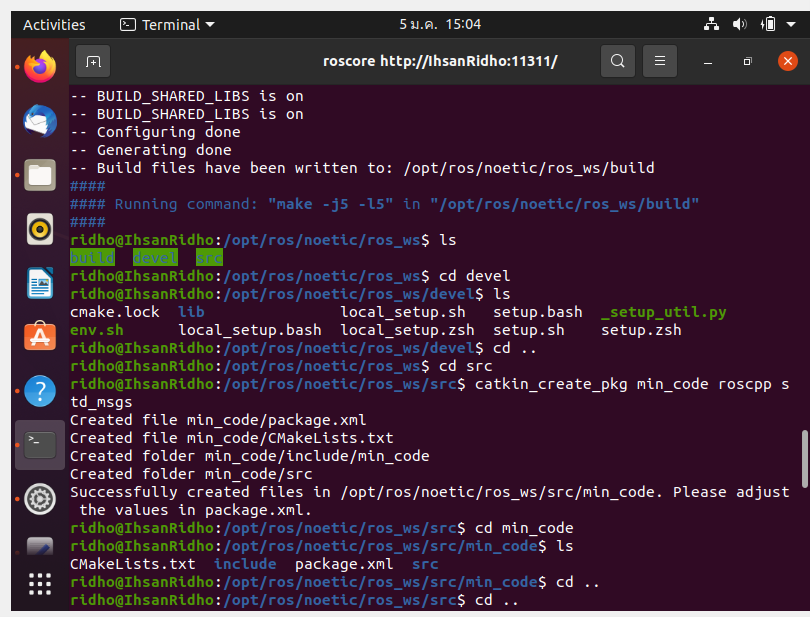 Activities Terminal 5 ม.ค. 15:04
roscore http://IhsanRidho:11311/
-- BUILD_SHARED_LIBS is on
-- BUILD_SHARED_LIBS is on
-- Configuring done
-- Generating done
-- Build files have been written to: /opt/ros/noetic/ros_ws/build
####
#### Running command: "make -j5 -l5" in "/opt/ros/noetic/ros_ws/build"
####
ridho@IhsanRidho:/opt/ros/noetic/ros_ws$ ls
build devel src
ridho@IhsanRidho:/opt/ros/noetic/ros_ws$ cd devel
ridho@IhsanRidho:/opt/ros/noetic/ros_ws/devel$ ls
cmake.lock lib local_setup.sh setup.bash _setup_util.py
env.sh local_setup.bash local_setup.zsh setup.sh setup.zsh
ridho@IhsanRidho:/opt/ros/noetic/ros_ws/devel$ cd ..
ridho@IhsanRidho:/opt/ros/noetic/ros_ws$ cd src
ridho@IhsanRidho:/opt/ros/noetic/ros_ws/src$ catkin_create_pkg min_code roscpp s
td_msgs
Created file min_code/package.xml
Created file min_code/CMakeLists.txt
Created folder min_code/include/min_code
Created folder min_code/src
Successfully created files in /opt/ros/noetic/ros_ws/src/min_code. Please adjust
the values in package.xml.
ridho@IhsanRidho:/opt/ros/noetic/ros_ws/src$ cd min_code
ridho@IhsanRidho:/opt/ros/noetic/ros_ws/src/min_code$ ls
CMakeLists.txt include package.xml src
ridho@IhsanRidho:/opt/ros/noetic/ros_ws/src/min_code$ cd ..
ridho@IhsanRidho:/opt/ros/noetic/ros_ws/src$ cd ..